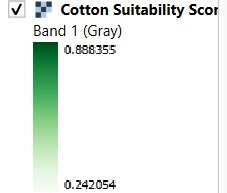 Cotton Suitability Scor
Band 1 (Gray)
0.888355
0.242054